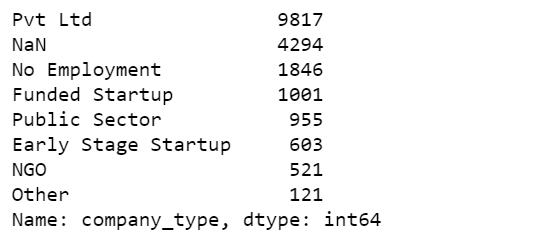 Pvt Ltd 9817
NaN 4294
No Employment 1846
Funded Startup 1001
Public Sector 955
Early Stage Startup 603
NGO 521
Other 121
Name: company_type, dtype: int64